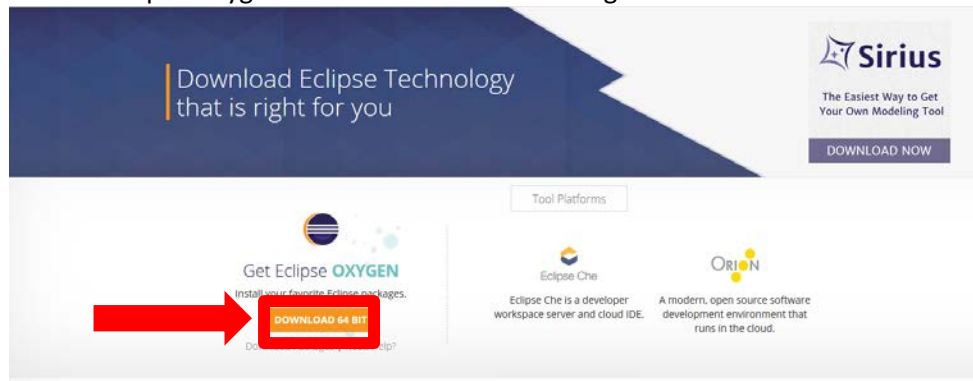 Download Eclipse Technology
that is right for you
Sirius
The Easiest Way to Get
Your Own Modeling Tool
DOWNLOAD NOW
Tool Platforms
Get Eclipse OXYGEN
Install your favorite Eclipse packages.
DOWNLOAD 64 BIT
Eclipse Che
Eclipse Che is a developer
workspace server and cloud IDE.
ORION
A modern, open source software
development environment that
runs in the cloud.